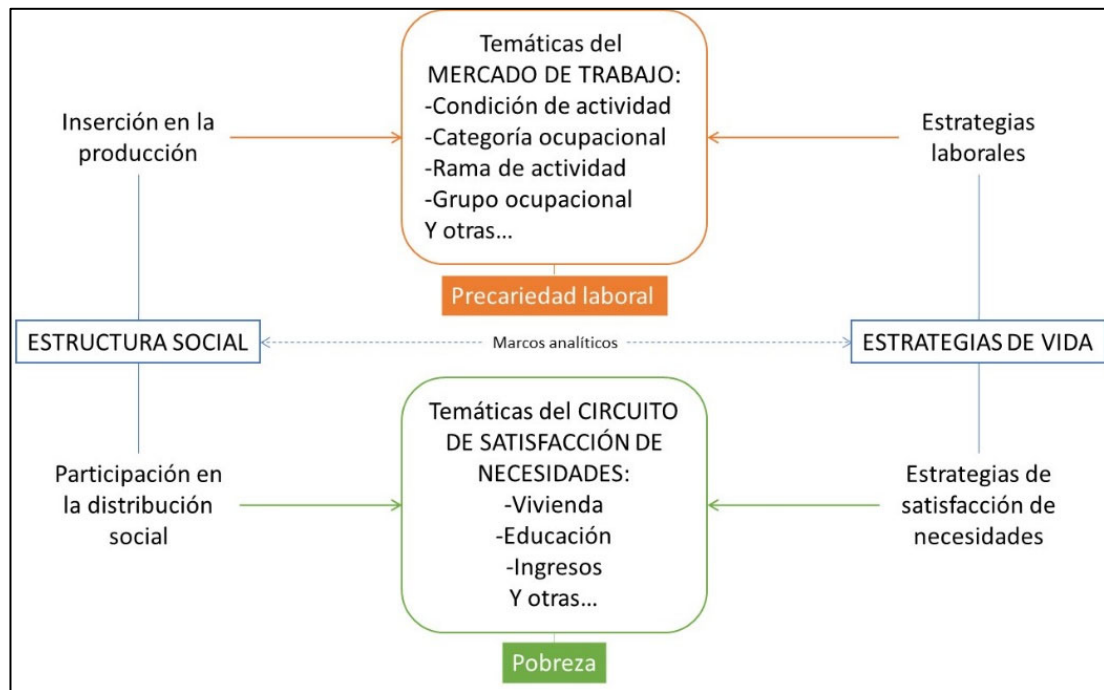 Temáticas del
MERCADO DE TRABAJO:
-Condición de actividad
-Categoría ocupacional
-Rama de actividad
-Grupo ocupacional
Y otras...
Inserción en la
producción
Estrategias
laborales
Precariedad laboral
ESTRUCTURA SOCIAL
Marcos analíticos
ESTRATEGIAS DE VIDA
Temáticas del CIRCUITO
DE SATISFACCIÓN DE
NECESIDADES:
-Vivienda
-Educación
-Ingresos
Y otras...
Participación en
la distribución
social
Estrategias de
satisfacción de
necesidades
Pobreza